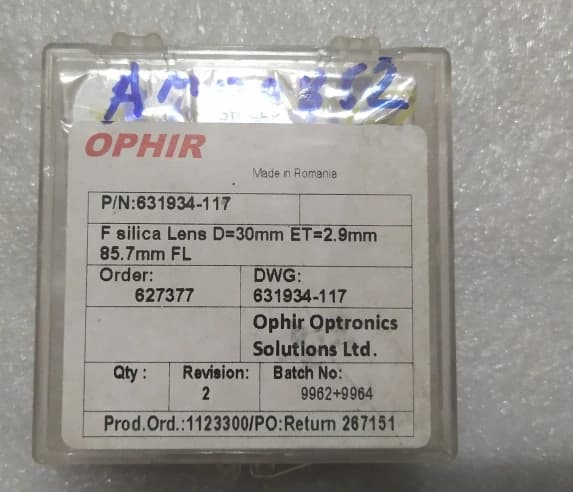 OPHIR
Made in Romania
P/N:631934-117
F silica Lens D=30mm ET=2.9mm
85.7mm FL
Order:
627377
DWG:
631934-117
Ophir Optronics
Solutions Ltd.
Qty :
Revision:
2
Batch No:
9962+9964
Prod.Ord.:1123300/PO:Return 267151